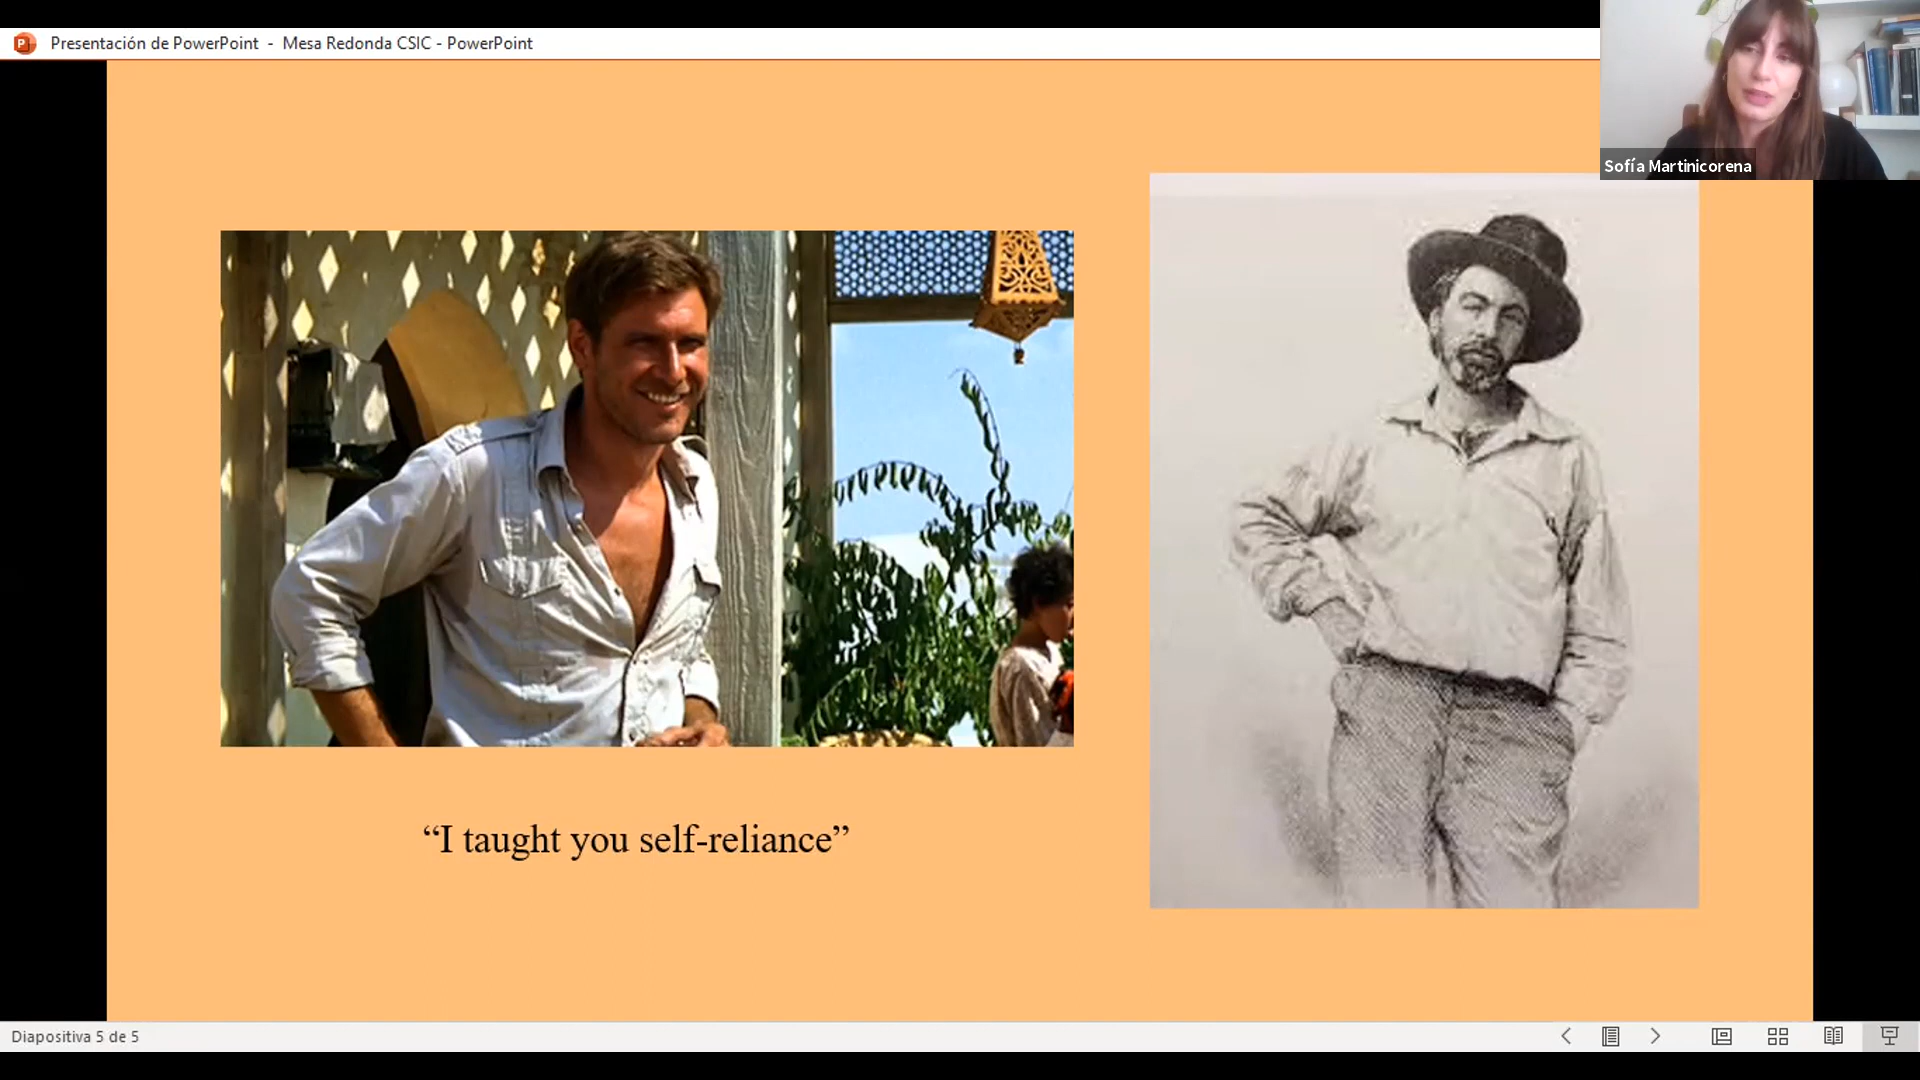 Presentación de PowerPoint - Mesa Redonda CSIC - PowerPoint
Sofía Martinicorena
“I taught you self-reliance”
Diapositiva 5 de 5